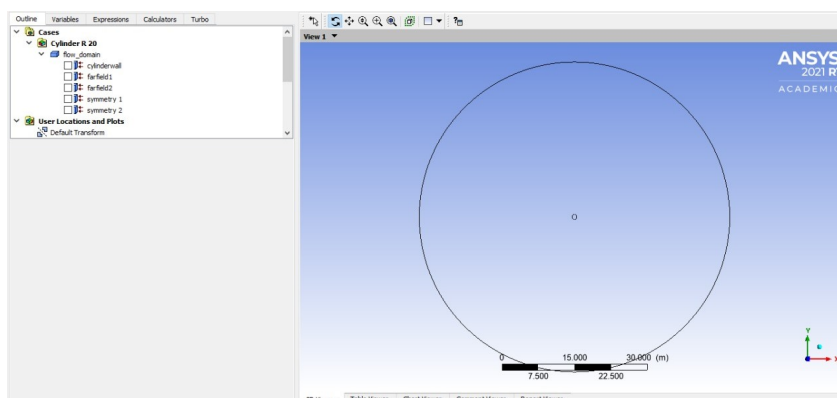 Outline Variables Expressions Calculators Turbo
Cases
Cylinder R 20
flow_domain
cylinderwall
farfield1
farfield2
symmetry 1
symmetry 2
User Locations and Plots
Default Transform
View 1
ANSYS
2021 R
ACADEMIC
0 15.000 30.000 (m)
7.500 22.500
Y
X